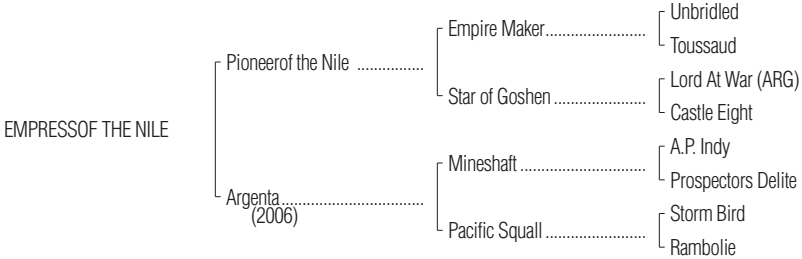 Unbridled
Empire Maker........................
Toussaud
Pioneerof the Nile ................
Lord At War (ARG)
Star of Goshen......................
Castle Eight
EMPRESSOF THE NILE
A.P. Indy
Mineshaft..............................
Prospectors Delite
Argenta..................................
(2006)
Storm Bird
Pacific Squall........................
Rambolie